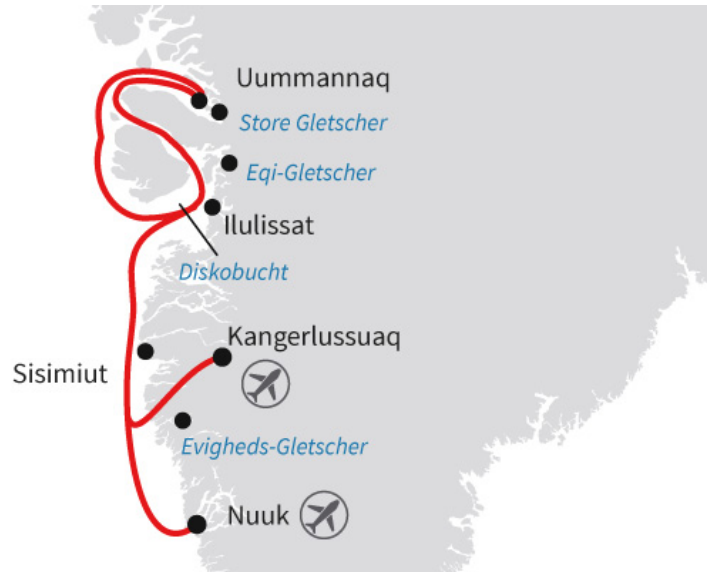 Uummannaq
Store Gletscher
Eqi-Gletscher
Ilulissat
Diskobucht
Kangerlussuaq
Sisimiut
Evigheds-Gletscher
Nuuk